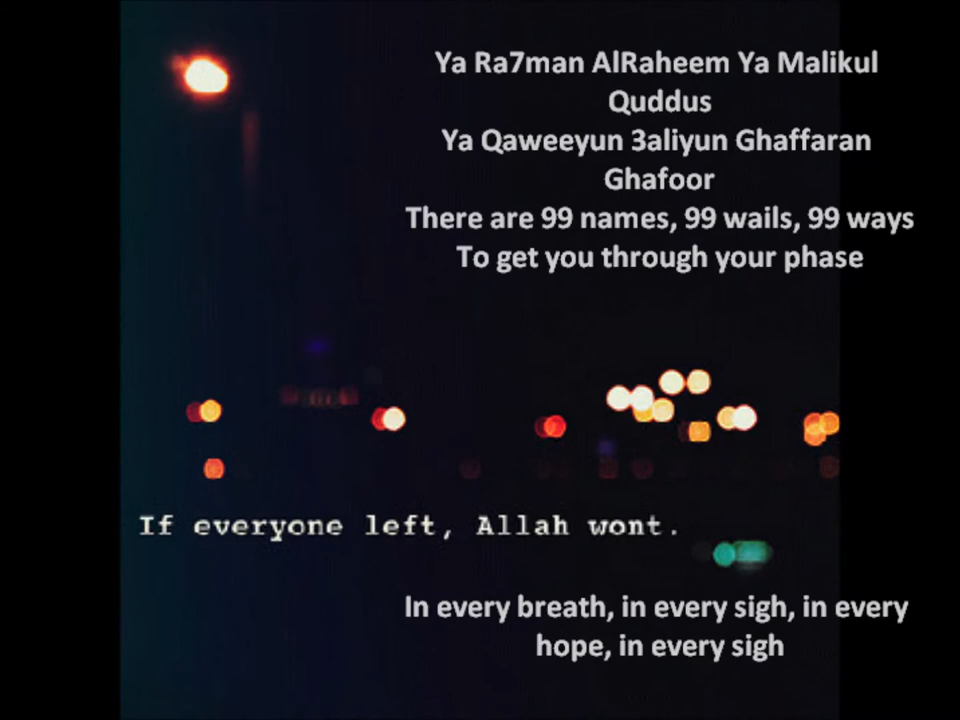 Ya Ra7man AlRaheem Ya Malikul
Quddus
Ya Qaweeyun 3aliyun Ghaffaran
Ghafoor
There are 99 names, 99 wails, 99 ways
To get you through your phase
If everyone left, Allah wont.
In every breath, in every sigh, in every
hope, in every sigh